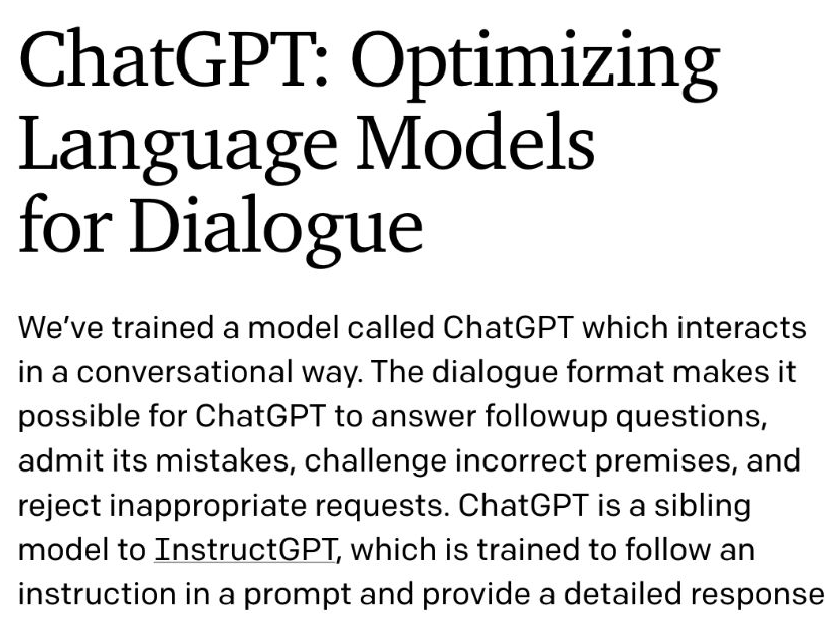 ChatGPT: Optimizing
Language Models
for Dialogue
We’ve trained a model called ChatGPT which interacts
in a conversational way. The dialogue format makes it
possible for ChatGPT to answer followup questions,
admit its mistakes, challenge incorrect premises, and
reject inappropriate requests. ChatGPT is a sibling
model to InstructGPT, which is trained to follow an
instruction in a prompt and provide a detailed response